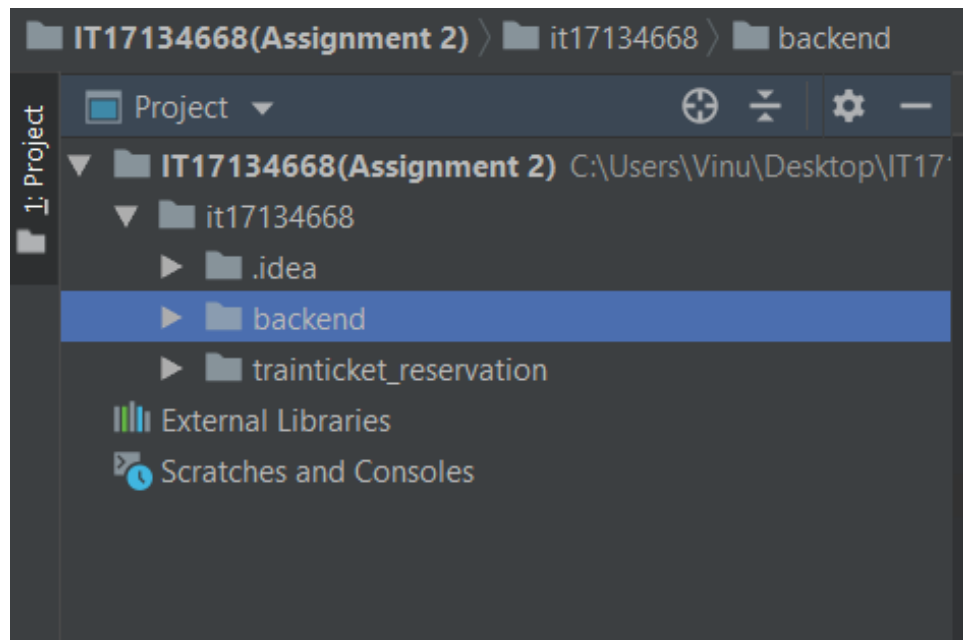 IT17134668(Assignment 2) 〉 it17134668 〉 backend
Project
1: Project
IT17134668(Assignment 2) C:\Users\Vinu\Desktop\IT17
it17134668
.idea
backend
trainticket_reservation
External Libraries
Scratches and Consoles